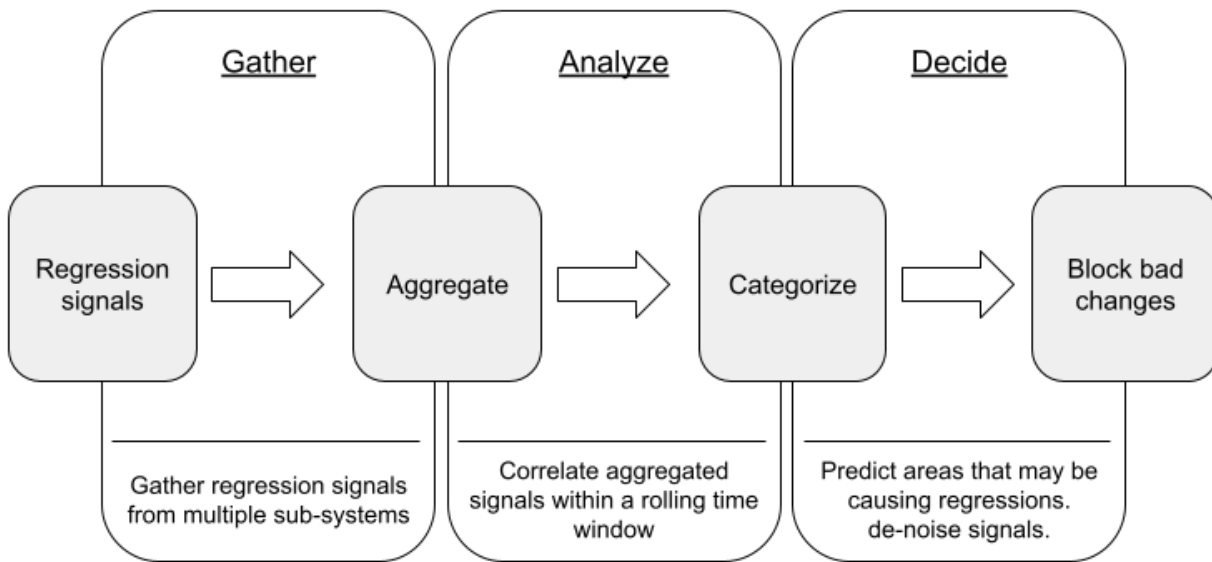 Gather
Analyze
Decide
Regression
signals
Aggregate
Categorize
Block bad
changes
Gather regression signals
from multiple sub-systems
Correlate aggregated
signals within a rolling time
window
Predict areas that may be
causing regressions.
de-noise signals.